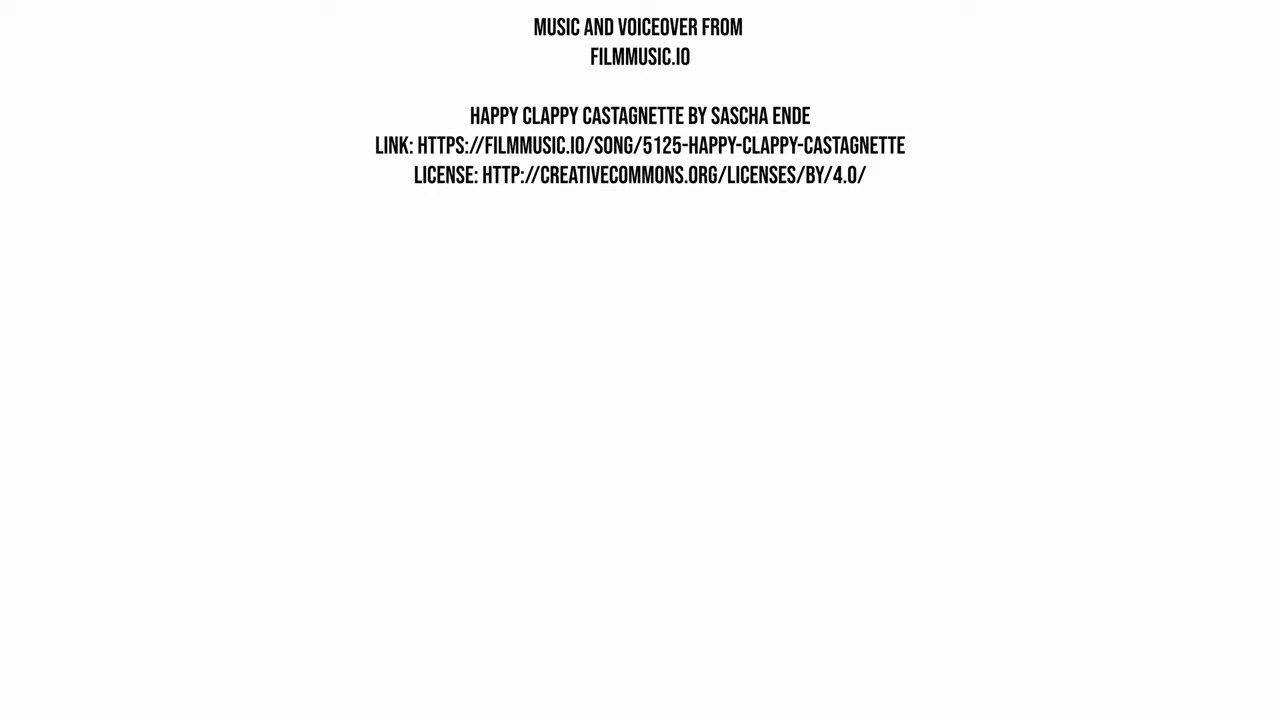 MUSIC AND VOICEOVER FROM
FILMMUSIC.IO
HAPPY CLAPPY CASTAGNETTE BY SASCHA ENDE
LINK: HTTPS://FILMMUSIC.IO/SONG/5125-HAPPY-CLAPPY-CASTAGNETTE
LICENSE: HTTP://CREATIVECOMMONS.ORG/LICENSES/BY/4.0/